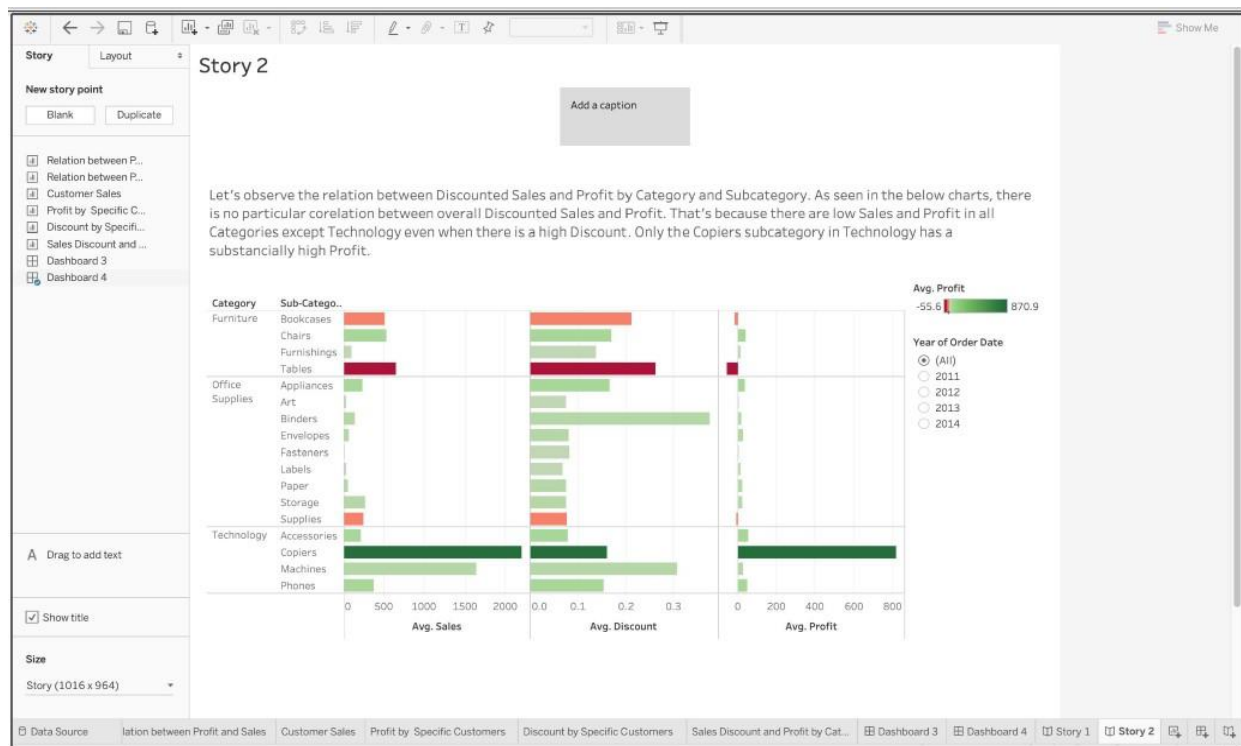 Show Me
Story Layout
Story 2
New story point
Blank Duplicate
Add a caption
Relation between P...
Relation between P...
Customer Sales
Profit by Specific C...
Discount by Specifi...
Sales Discount and ...
Dashboard 3
Dashboard 4
Let's observe the relation between Discounted Sales and Profit by Category and Subcategory. As seen in the below charts, there
is no particular corelation between overall Discounted Sales and Profit. That's because there are low Sales and Profit in all
Categories except Technology even when there is a high Discount. Only the Copiers subcategory in Technology has a
substancially high Profit.
Avg. Profit
-55.6 870.9
Year of Order Date
(All)
2011
2012
2013
2014
Category Sub-Catego..
Furniture Bookcases
Chairs
Furnishings
Tables
Office Appliances
Supplies Art
Binders
Envelopes
Fasteners
Labels
Paper
Storage
Supplies
Technology Accessories
Copiers
Machines
Phones
0 500 1000 1500 2000 0.0 0.1 0.2 0.3 0 200 400 600 800
Avg. Sales Avg. Discount Avg. Profit
A Drag to add text
Show title
Size
Story (1016 x 964)
Data Source lation between Profit and Sales Customer Sales Profit by Specific Customers Discount by Specific Customers Sales Discount and Profit by Cat... Dashboard 3 Dashboard 4 Story 1 Story 2